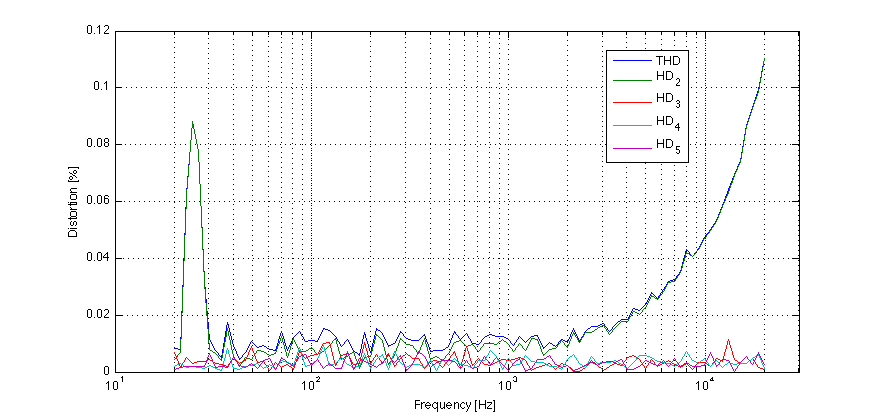 0.12
0.1
0.08
0.06
0.04
0.02
0
Distortion [%]
THD
HD2
HD3
HD4
HD5
10^1
10^2
10^3
10^4
Frequency [Hz]